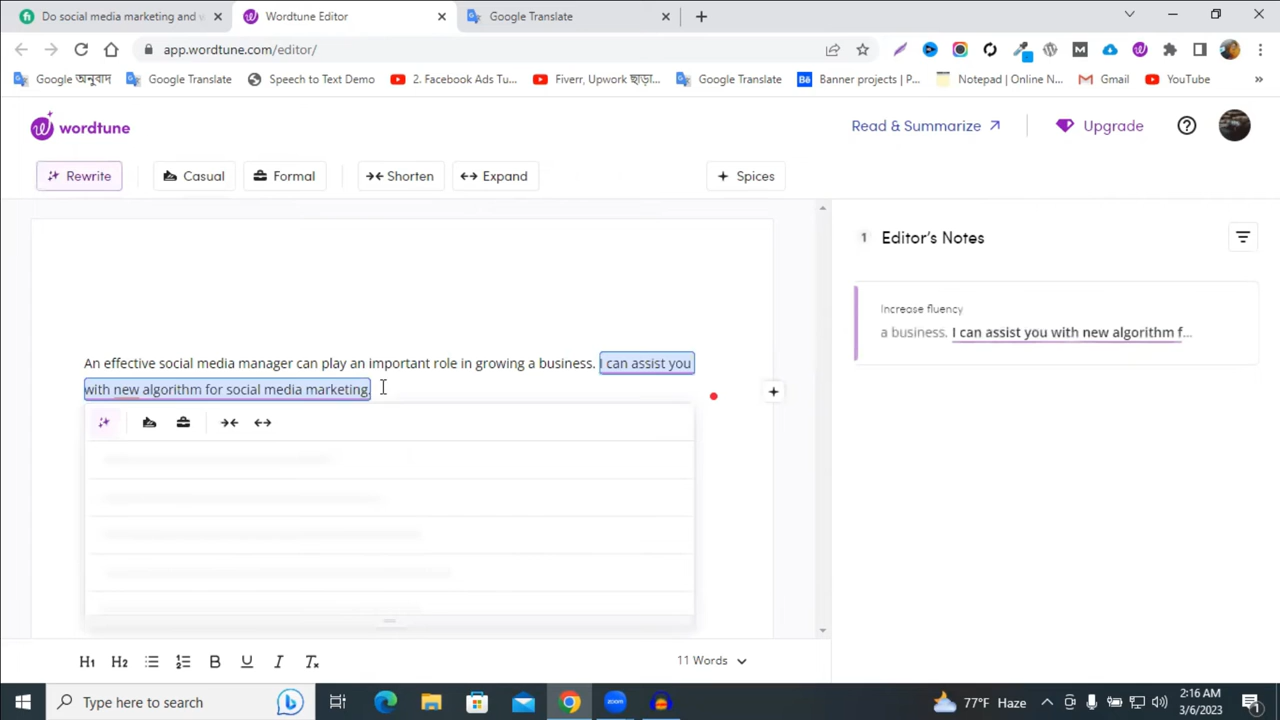 Do social media marketing and w
Wordtune Editor
Google Translate
app.wordtune.com/editor/
Google অনুবাদ
Google Translate
Speech to Text Demo
2. Facebook Ads Tu...
Fiverr, Upwork ছাড়া...
Google Translate
Banner projects | P...
Notepad | Online N...
Gmail
YouTube
»
wordtune
Read & Summarize
Upgrade
Rewrite
Casual
Formal
Shorten
Expand
Spices
1 Editor's Notes
Increase fluency
a business. I can assist you with new algorithm f...
An effective social media manager can play an important role in growing a business. I can assist you
with new algorithm for social media marketing.
H1 H2
B U I Tx
11 Words
Type here to search
zoom
77°F Haze
2:16 AM
3/6/2023
1